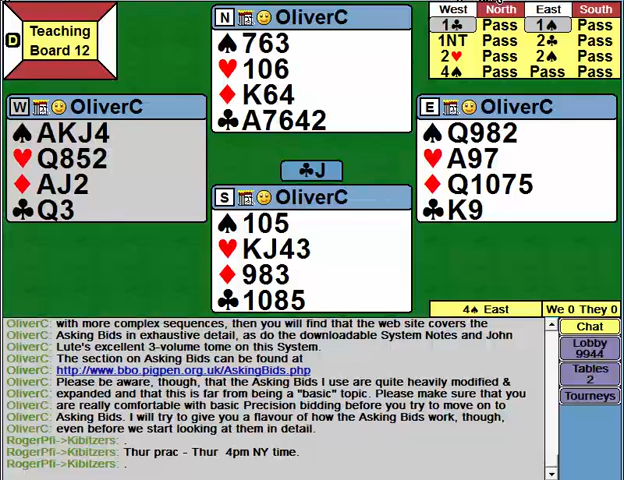 Teaching
Board 12
D
N OliverC
♠ 763
♥ 106
♦ K64
♣ A7642
West North East South
1♣ Pass 1♠ Pass
1NT Pass 2♣ Pass
2♥ Pass 2♠ Pass
4♠ Pass Pass Pass
W OliverC
♠ AKJ4
♥ Q852
♦ AJ2
♣ Q3
♣J
E OliverC
♠ Q982
♥ A97
♦ Q1075
♣ K9
S OliverC
♠ 105
♥ KJ43
♦ 983
♣ 1085
4♠ East
We 0 They 0
OliverC: with more complex sequences, then you will find that the web site covers the
OliverC: Asking Bids in exhaustive detail, as do the downloadable System Notes and John
OliverC: Lute's excellent 3-volume tome on this System.
OliverC: The section on Asking Bids can be found at
OliverC: http://www.bbo.pigpen.org.uk/AskingBids.php
OliverC: Please be aware, though, that the Asking Bids I use are quite heavily modified &
OliverC: expanded and that this is far from being a "basic" topic. Please make sure that you
OliverC: are really comfortable with basic Precision bidding before you try to move on to
OliverC: Asking Bids. I will try to give you a flavour of how the Asking Bids work, though,
OliverC: even before we start looking at them in detail.
RogerPfi->Kibitzers: .
RogerPfi->Kibitzers: Thur prac - Thur 4pm NY time.
RogerPfi->Kibitzers: .
Chat
Lobby
9944
Tables
2
Tourneys